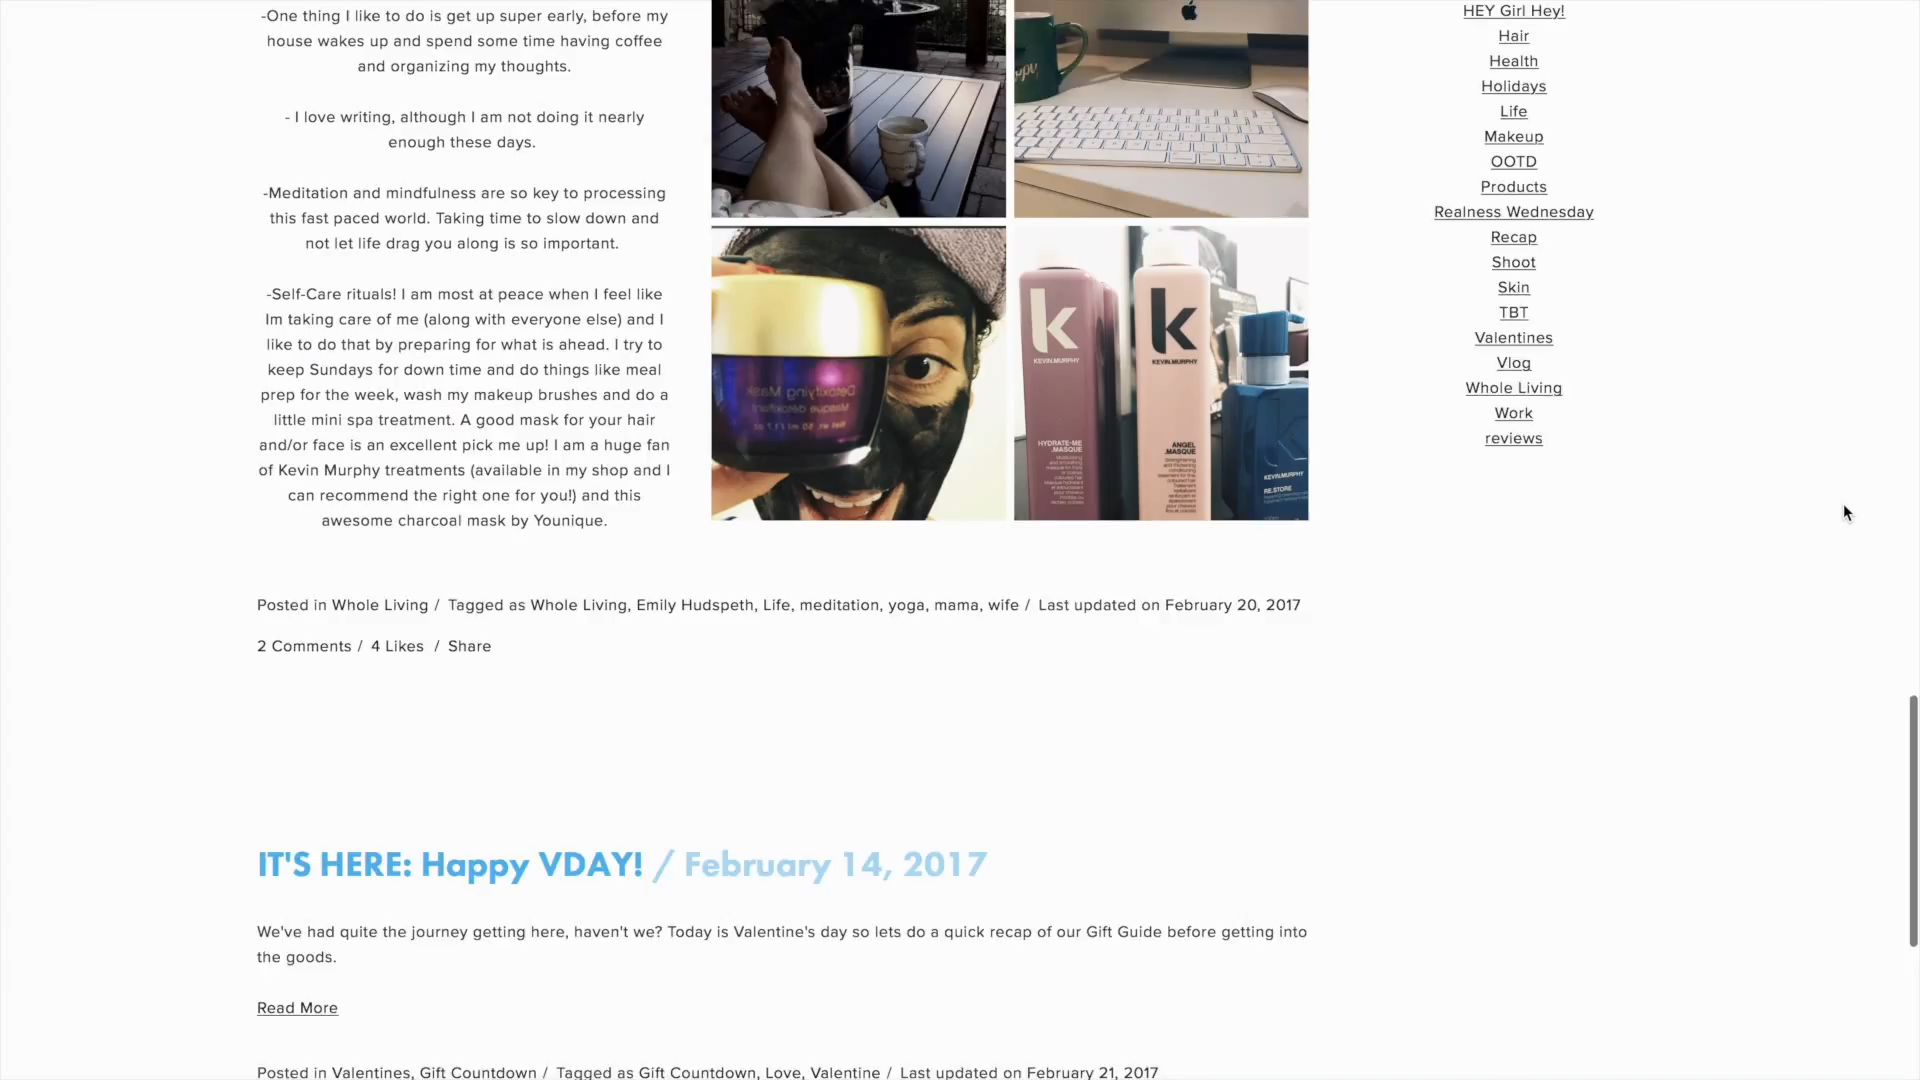 -One thing I like to do is get up super early, before my
house wakes up and spend some time having coffee
and organizing my thoughts.
- I love writing, although I am not doing it nearly
enough these days.
-Meditation and mindfulness are so key to processing
this fast paced world. Taking time to slow down and
not let life drag you along is so important.
-Self-Care rituals! I am most at peace when I feel like
Im taking care of me (along with everyone else) and I
like to do that by preparing for what is ahead. I try to
keep Sundays for down time and do things like meal
prep for the week, wash my makeup brushes and do a
little mini spa treatment. A good mask for your hair
and/or face is an excellent pick me up! I am a huge fan
of Kevin Murphy treatments (available in my shop and I
can recommend the right one for you!) and this
awesome charcoal mask by Younique.
Detoxifying Mask
Masque détoxifiant
KEVIN.MURPHY
HYDRATE-ME
.MASQUE
KEVIN.MURPHY
ANGEL
.MASQUE
KEVIN.MURPHY
RE.STORE
HEY Girl Hey!
Hair
Health
Holidays
Life
Makeup
OOTD
Products
Realness Wednesday
Recap
Shoot
Skin
TBT
Valentines
Vlog
Whole Living
Work
reviews
Posted in Whole Living / Tagged as Whole Living, Emily Hudspeth, Life, meditation, yoga, mama, wife / Last updated on February 20, 2017
2 Comments / 4 Likes / Share
IT'S HERE: Happy VDAY! / February 14, 2017
We've had quite the journey getting here, haven't we? Today is Valentine's day so lets do a quick recap of our Gift Guide before getting into
the goods.
Read More
Posted in Valentines, Gift Countdown / Tagged as Gift Countdown, Love, Valentine / Last updated on February 21, 2017